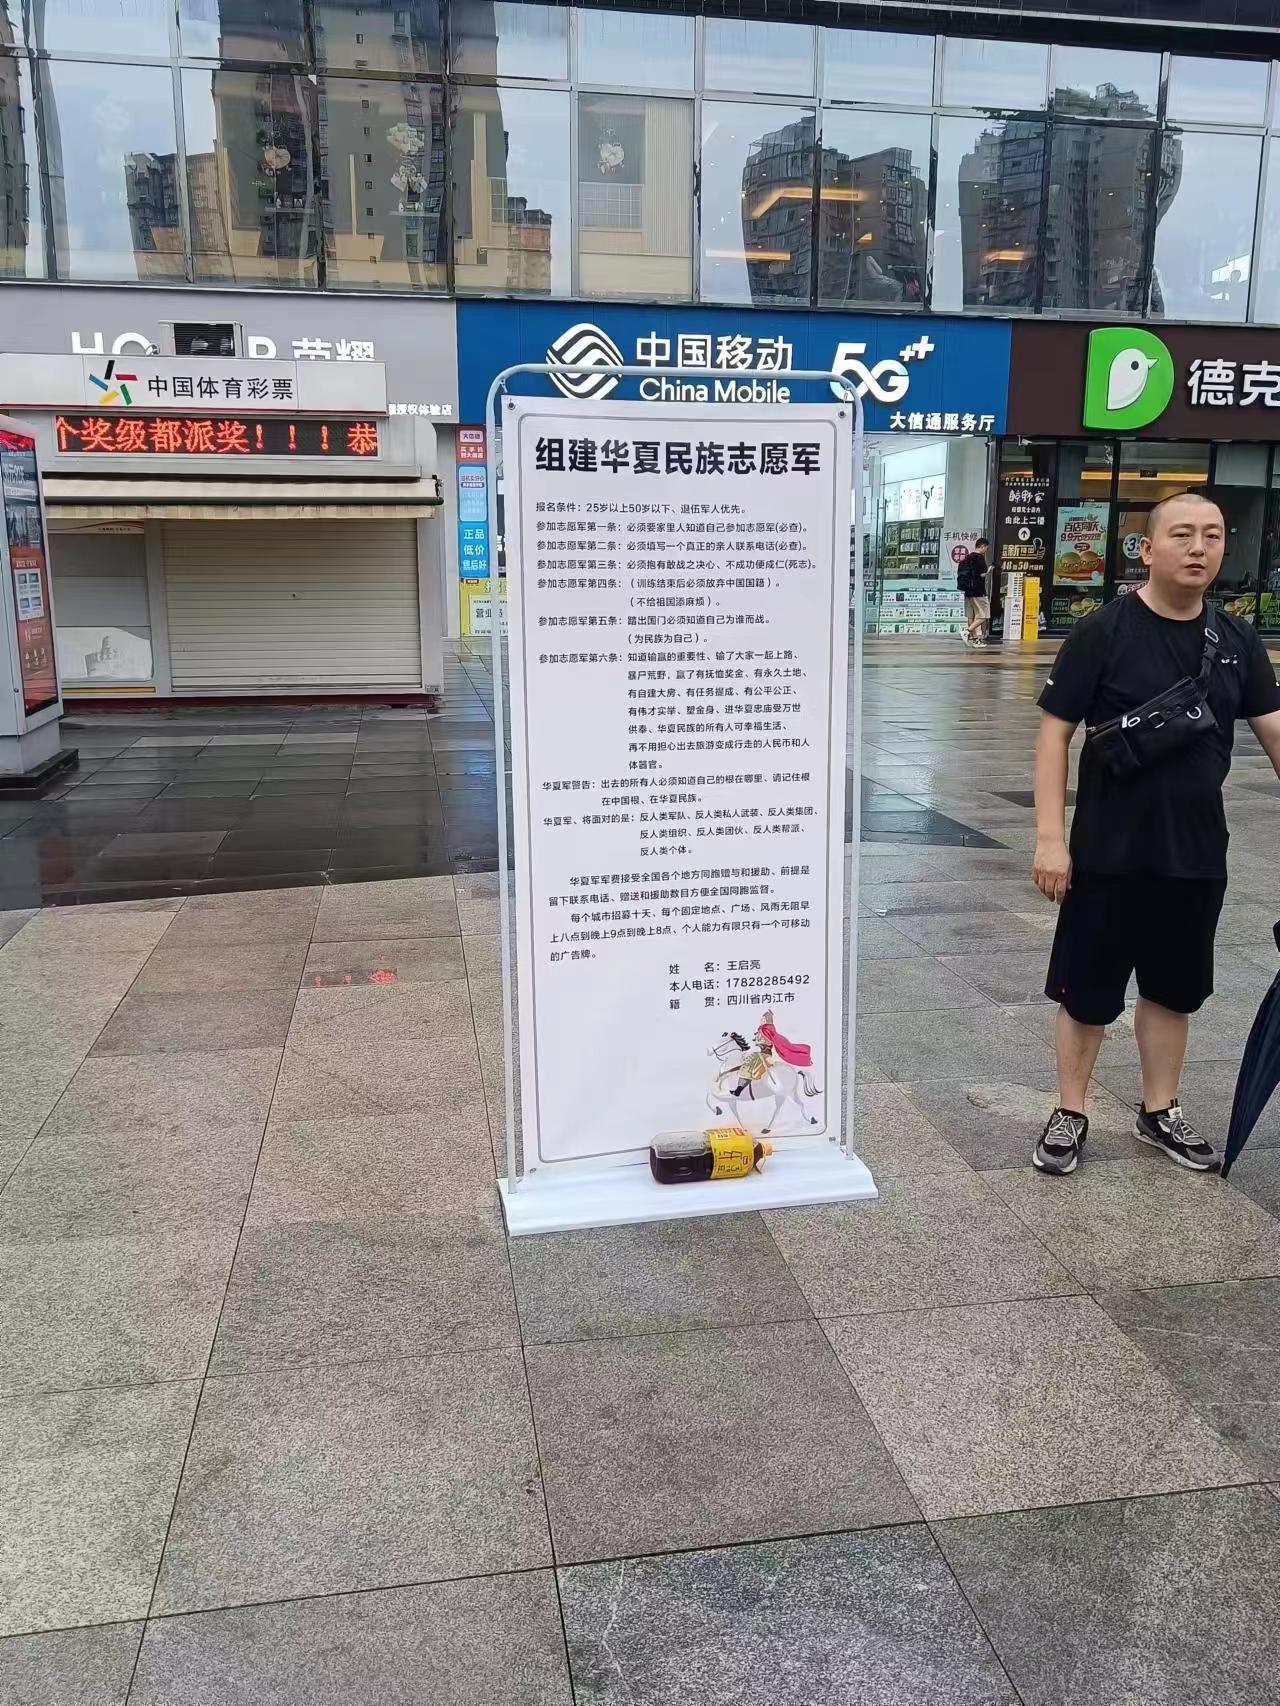 荣耀
中国体育彩票
个奖级都派奖！！！恭
授权体验店
中国移动
China Mobile
5G++
大信通服务厅
德克
正品
低价
售后好
手机快修
由此上二楼
组建华夏民族志愿军
报名条件：25岁以上50岁以下、退伍军人优先。
参加志愿军第一条：必须要家里人知道自己参加志愿军(必查)。
参加志愿军第二条：必须填写一个真正的亲人联系电话(必查)。
参加志愿军第三条：必须抱有敢战之决心、不成功便成仁(死志)。
参加志愿军第四条：（训练结束后必须放弃中国国籍）。
（不给祖国添麻烦）。
参加志愿军第五条：踏出国门必须知道自己为谁而战。
（为民族为自己）。
参加志愿军第六条：知道输赢的重要性、输了大家一起上路、
暴尸荒野，赢了有抚恤奖金、有永久土地、
有自建大房、有任务提成、有公平公正、
有伟才实举、塑金身、进华夏忠庙受万世
供奉、华夏民族的所有人可幸福生活、
再不用担心出去旅游变成行走的人民币和人
体器官。
华夏军警告：出去的所有人必须知道自己的根在哪里、请记住根
在中国根、在华夏民族。
华夏军、将面对的是：反人类军队、反人类私人武装、反人类集团、
反人类组织、反人类团伙、反人类帮派、
反人类个体。
华夏军军费接受全国各个地方同胞赠与和援助、前提是
留下联系电话、赠送和援助数目方便全国同胞监督。
每个城市招募十天、每个固定地点、广场、风雨无阻早
上八点到晚上9点到晚上8点、个人能力有限只有一个可移动
的广告牌。
姓 名：王启亮
本人电话：17828285492
籍 贯：四川省内江市